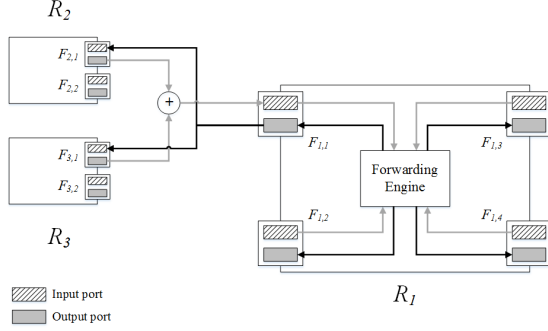 R2
F2,1
F2,2
+
F1,1
F1,3
F3,1
Forwarding
Engine
F3,2
F1,2
F1,4
R3
Input port
R1
Output port